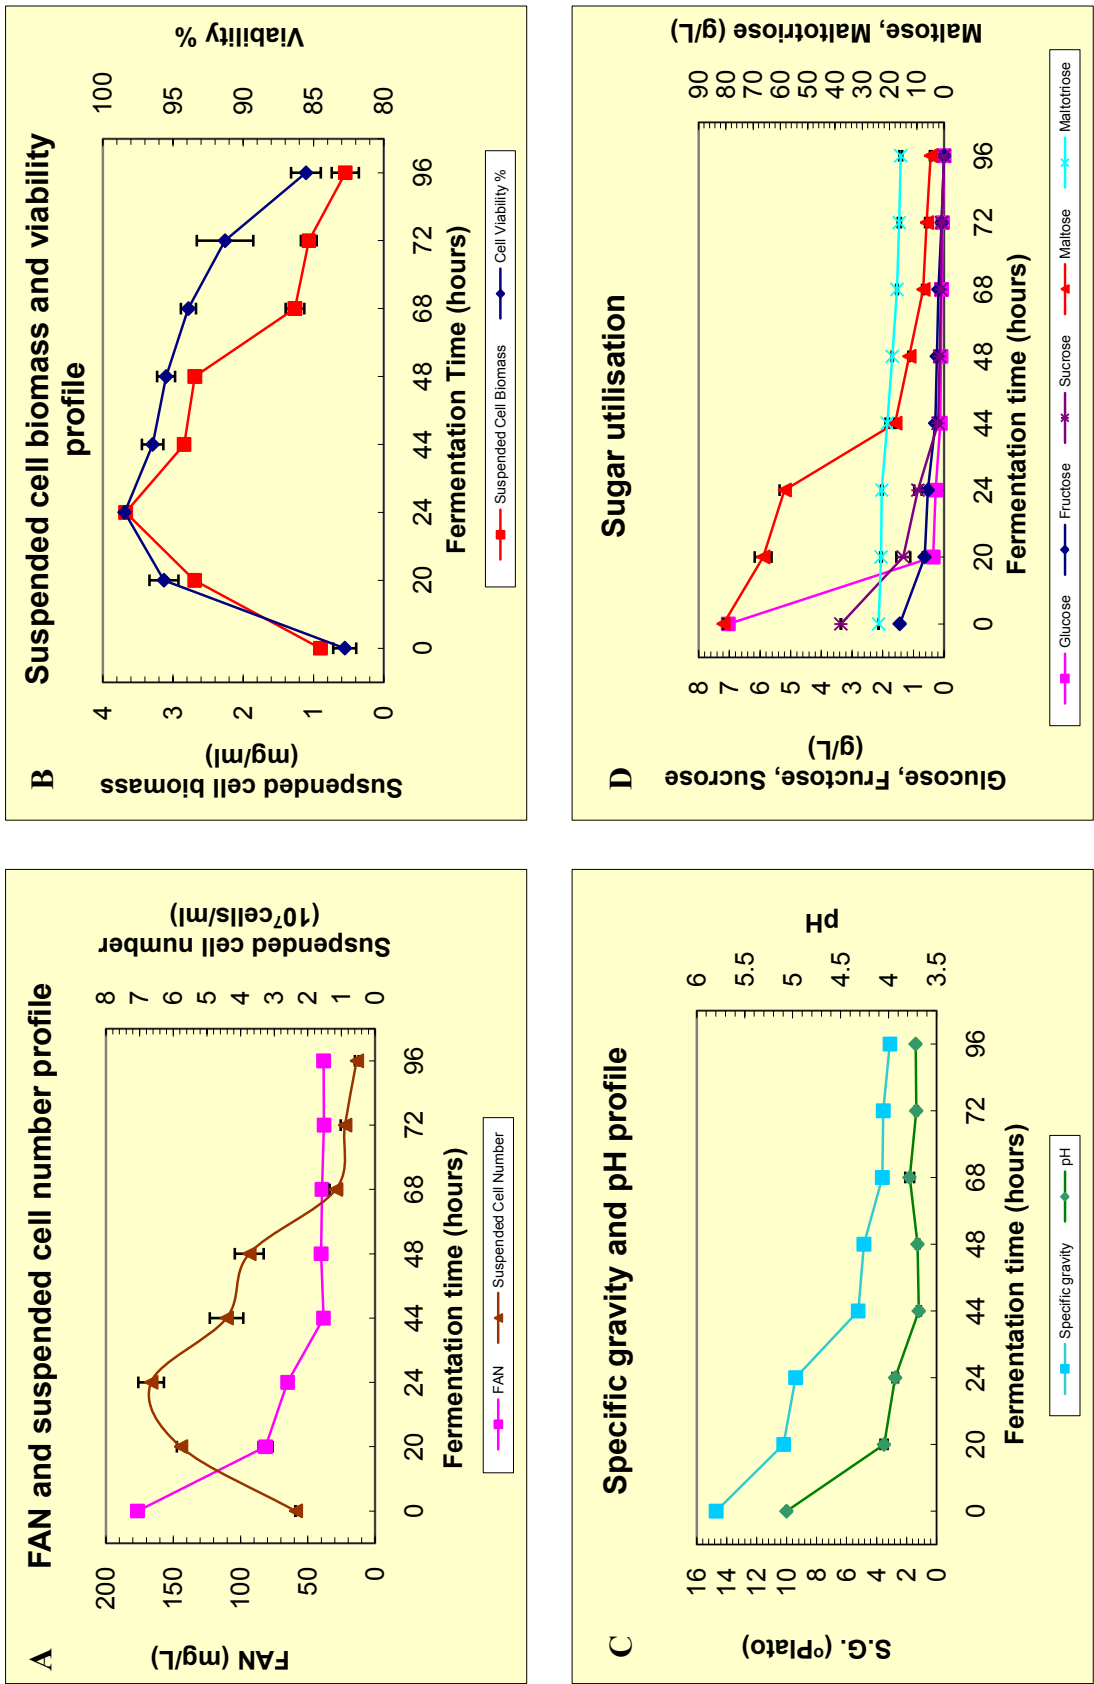 A
FAN and suspended cell number profile
FAN (mg/L)
200
150
100
50
0
8
7
6
5
4
3
2
1
0
Suspended cell number
(10⁷cells/ml)
0 20 24 44 48 68 72 96
Fermentation time (hours)
FAN Suspended Cell Number
B
Suspended cell biomass and viability
profile
Suspended cell biomass
(mg/ml)
4
3
2
1
0
100
95
90
85
80
Viability %
0 20 24 44 48 68 72 96
Fermentation Time (hours)
Suspended Cell Biomass Cell Viability %
C
Specific gravity and pH profile
S.G. (ºPlato)
16
14
12
10
8
6
4
2
0
6
5.5
5
4.5
4
3.5
pH
0 20 24 44 48 68 72 96
Fermentation time (hours)
Specific gravity pH
D
Sugar utilisation
Glucose, Fructose, Sucrose
(g/L)
8
7
6
5
4
3
2
1
0
90
80
70
60
50
40
30
20
10
0
Maltose, Maltotriose (g/L)
0 20 24 44 48 68 72 96
Fermentation time (hours)
Glucose Fructose Sucrose Maltose Maltotriose